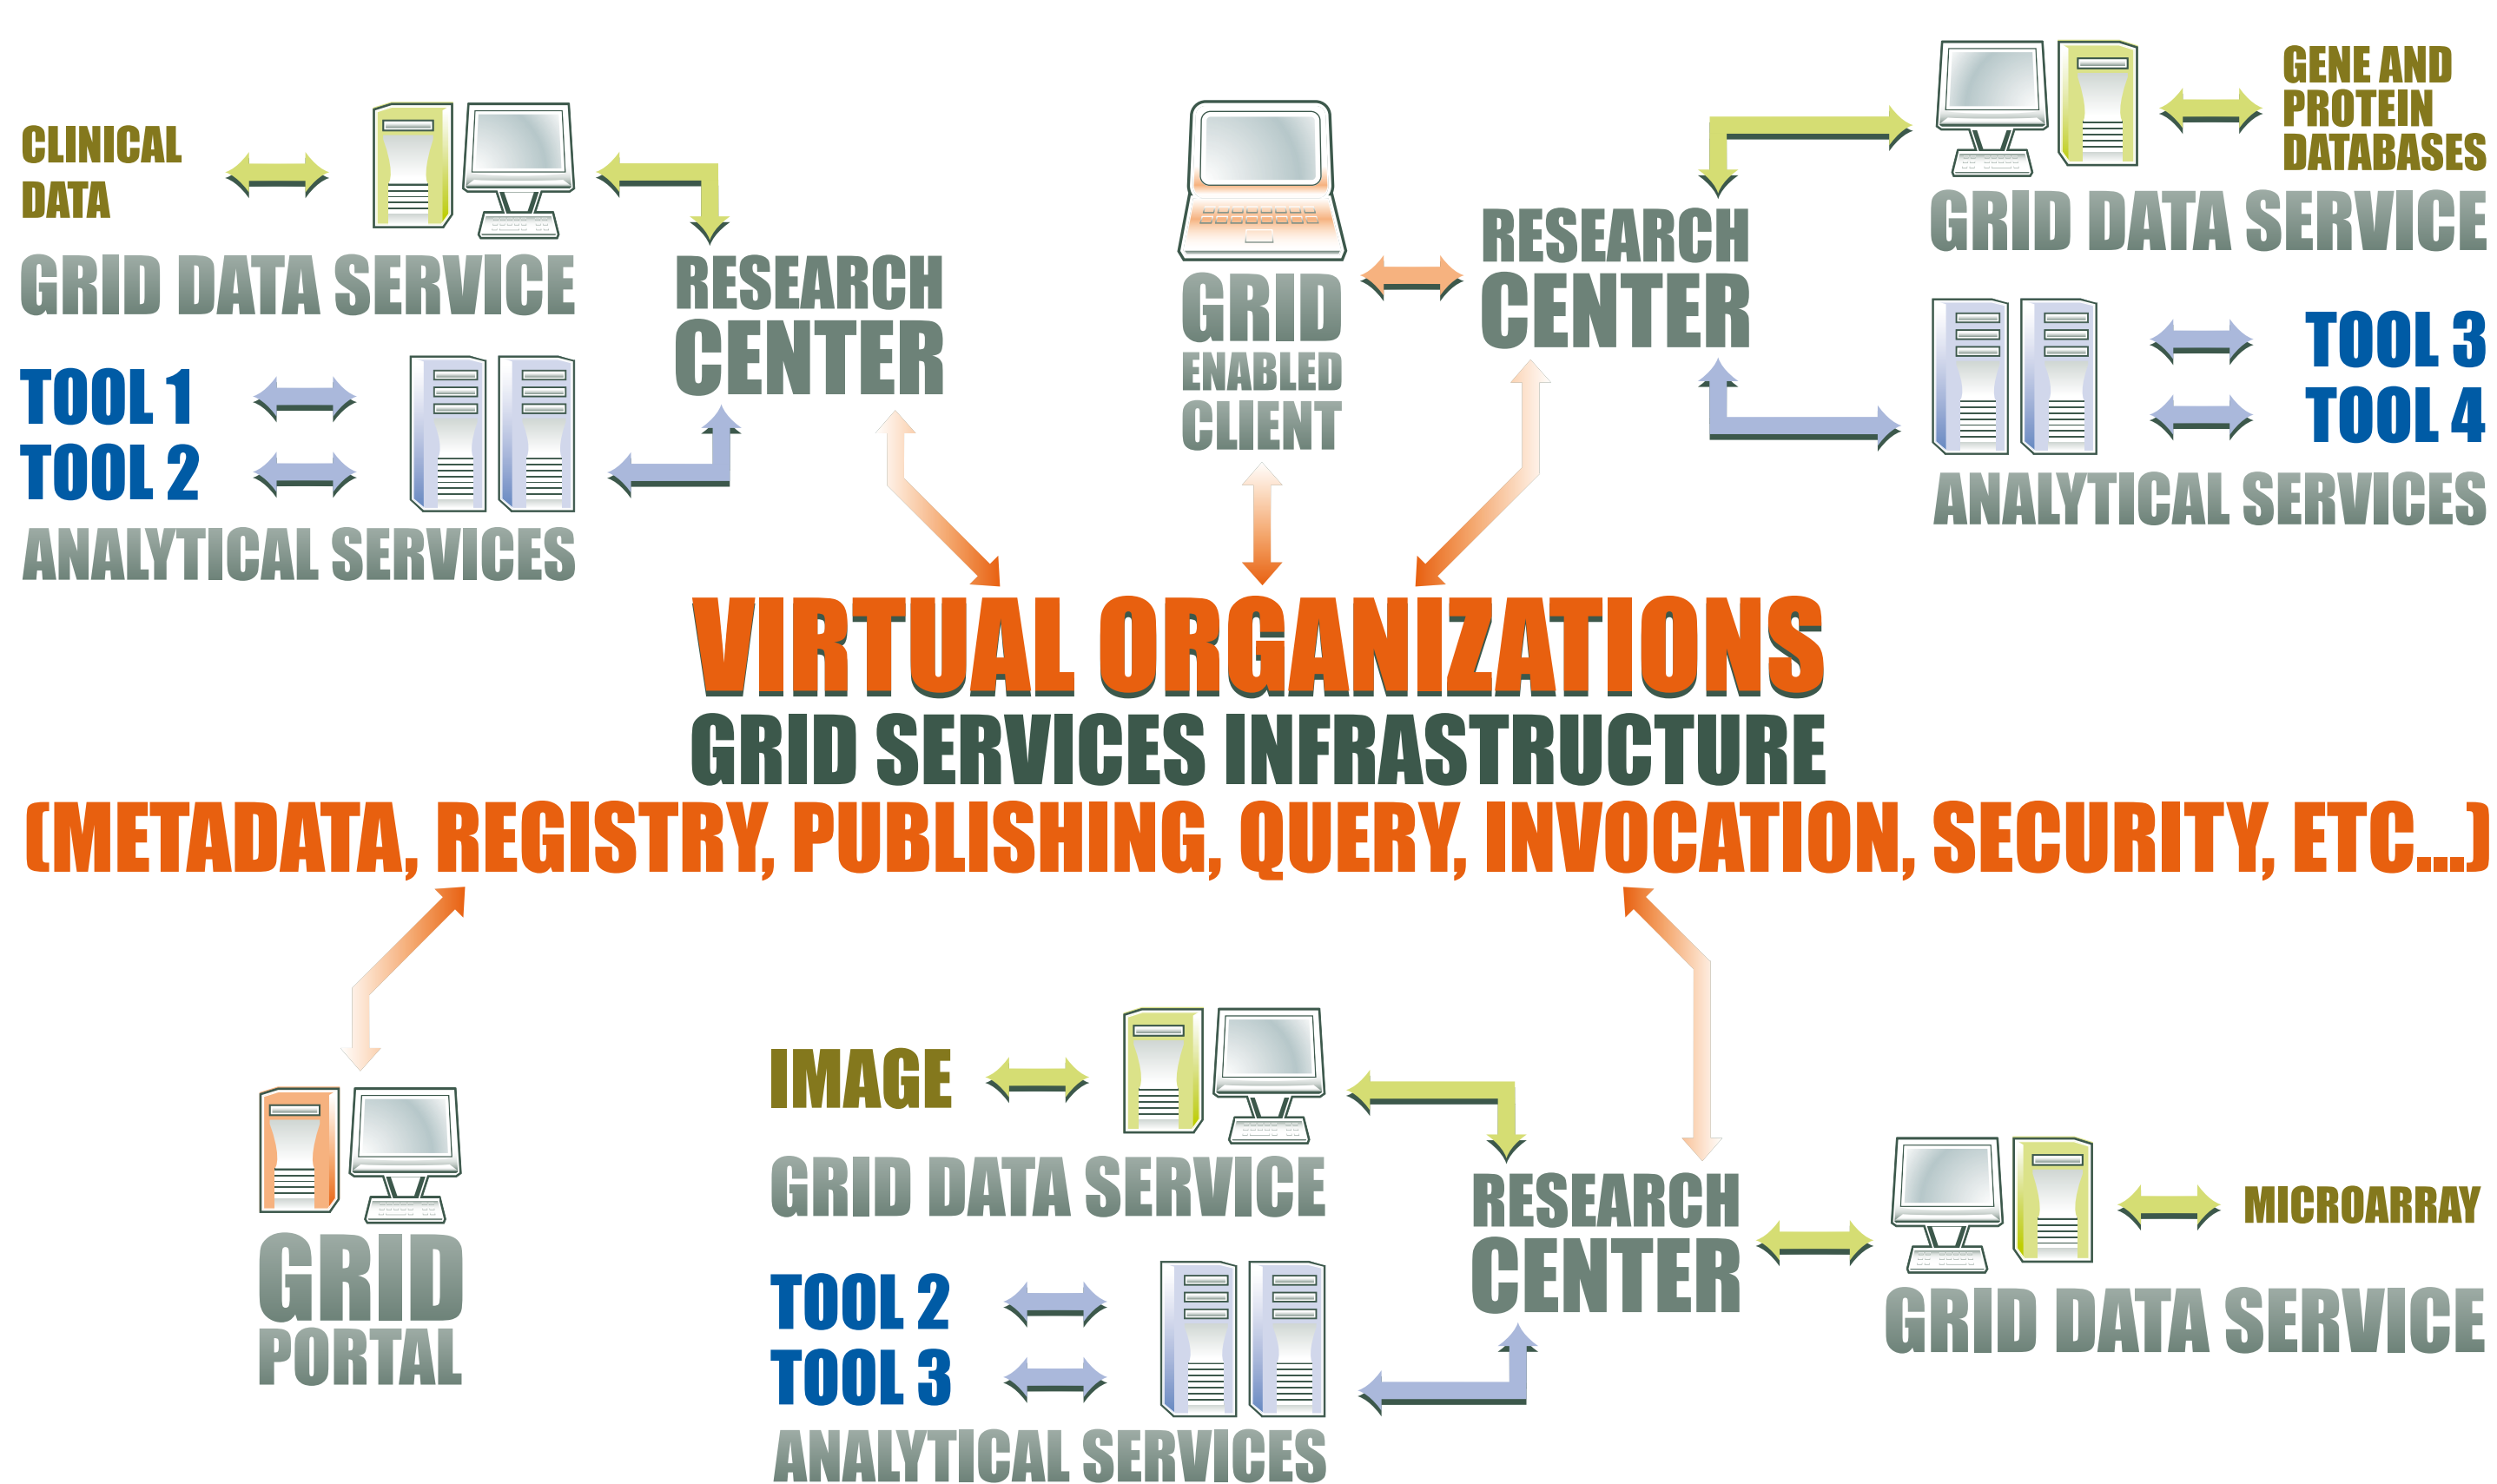 CLINICAL
DATA
GRID DATA SERVICE
TOOL 1
TOOL 2
ANALYTICAL SERVICES
RESEARCH
CENTER
GRID
ENABLED
CLIENT
RESEARCH
CENTER
GENE AND
PROTEIN
DATABASES
GRID DATA SERVICE
TOOL 3
TOOL 4
ANALYTICAL SERVICES
VIRTUAL ORGANIZATIONS
GRID SERVICES INFRASTRUCTURE
(METADATA, REGISTRY, PUBLISHING, QUERY, INVOCATION, SECURITY, ETC...)
GRID
PORTAL
IMAGE
GRID DATA SERVICE
TOOL 2
TOOL 3
ANALYTICAL SERVICES
RESEARCH
CENTER
MICROARRAY
GRID DATA SERVICE